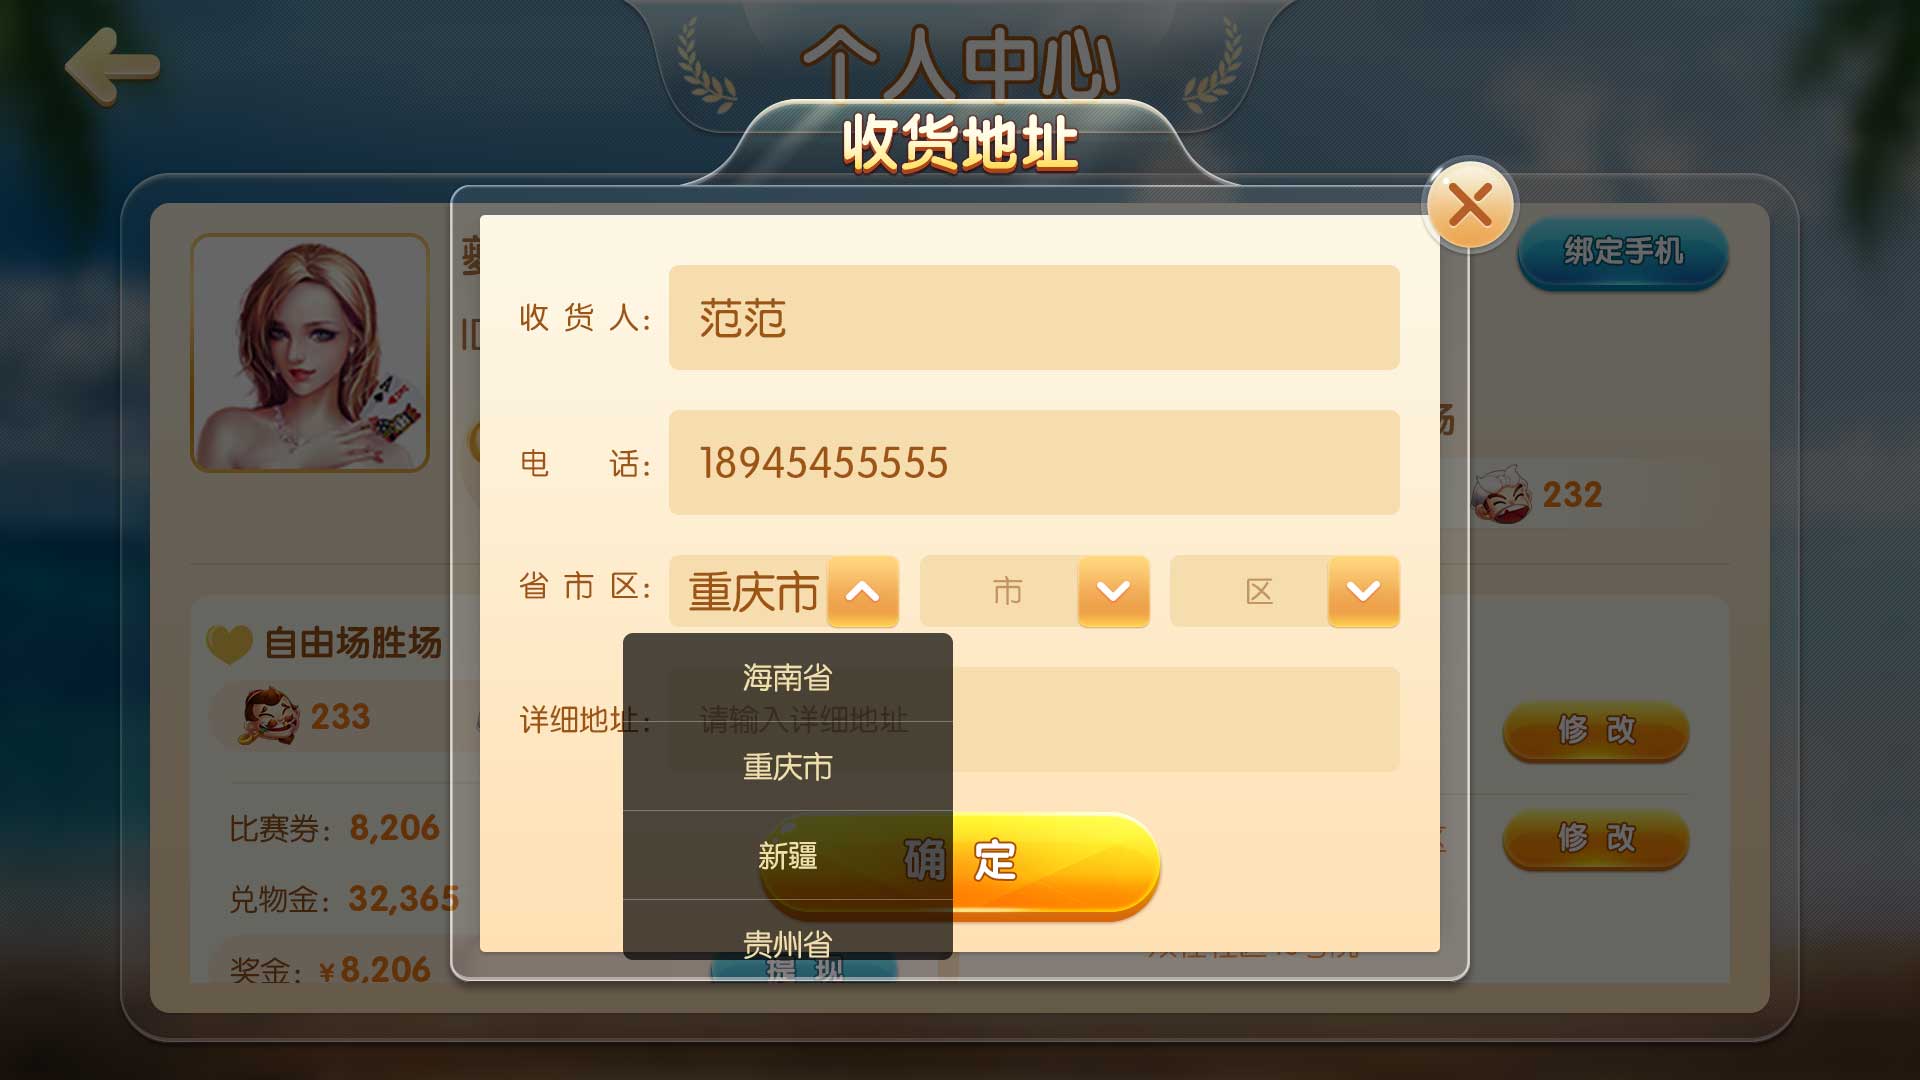 个人中心
收货地址
绑定手机
收货人：
范范
电话：
18945455555
232
省市区：
重庆市
市
区
自由场胜场
海南省
233
详细地址：
请输入详细地址
修改
重庆市
比赛券：8,206
新疆
确定
修改
兑物金：32,365
贵州省
奖金：¥8,206
提现